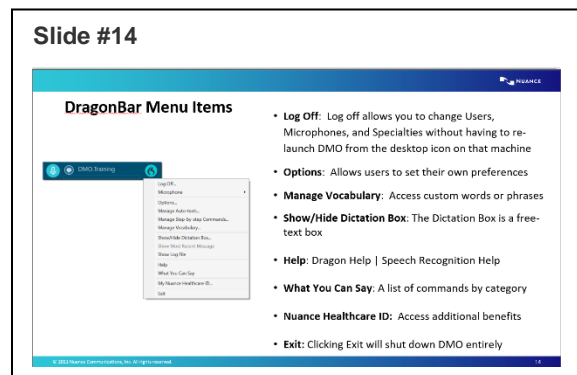 Slide #14
NUANCE
DragonBar Menu Items
DMO.Training
Log Off...
Microphone
Options...
Manage Auto-texts...
Manage Step-by-step Commands...
Manage Vocabulary...
Show/Hide Dictation Box...
Show Most Recent Message
Show Log file
Help
What You Can Say
My Nuance Healthcare ID...
Exit
• Log Off: Log off allows you to change Users,
Microphones, and Specialties without having to re-
launch DMO from the desktop icon on that machine
• Options: Allows users to set their own preferences
• Manage Vocabulary: Access custom words or phrases
• Show/Hide Dictation Box: The Dictation Box is a free-
text box
• Help: Dragon Help | Speech Recognition Help
• What You Can Say: A list of commands by category
• Nuance Healthcare ID: Access additional benefits
• Exit: Clicking Exit will shut down DMO entirely
Nuance Communications, Inc. All rights reserved.
14